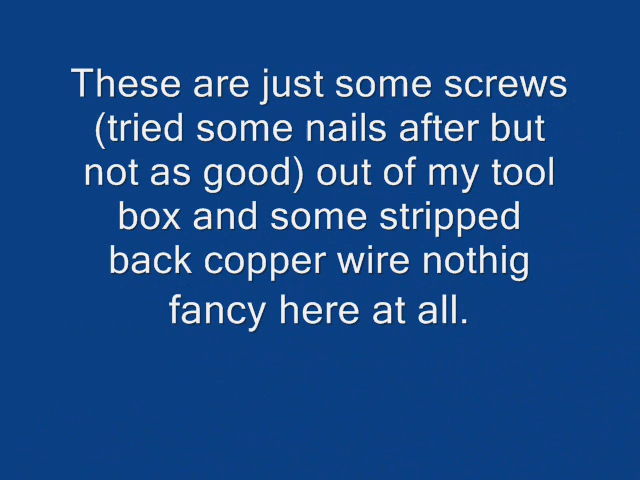 These are just some screws
(tried some nails after but
not as good) out of my tool
box and some stripped
back copper wire nothig
fancy here at all.